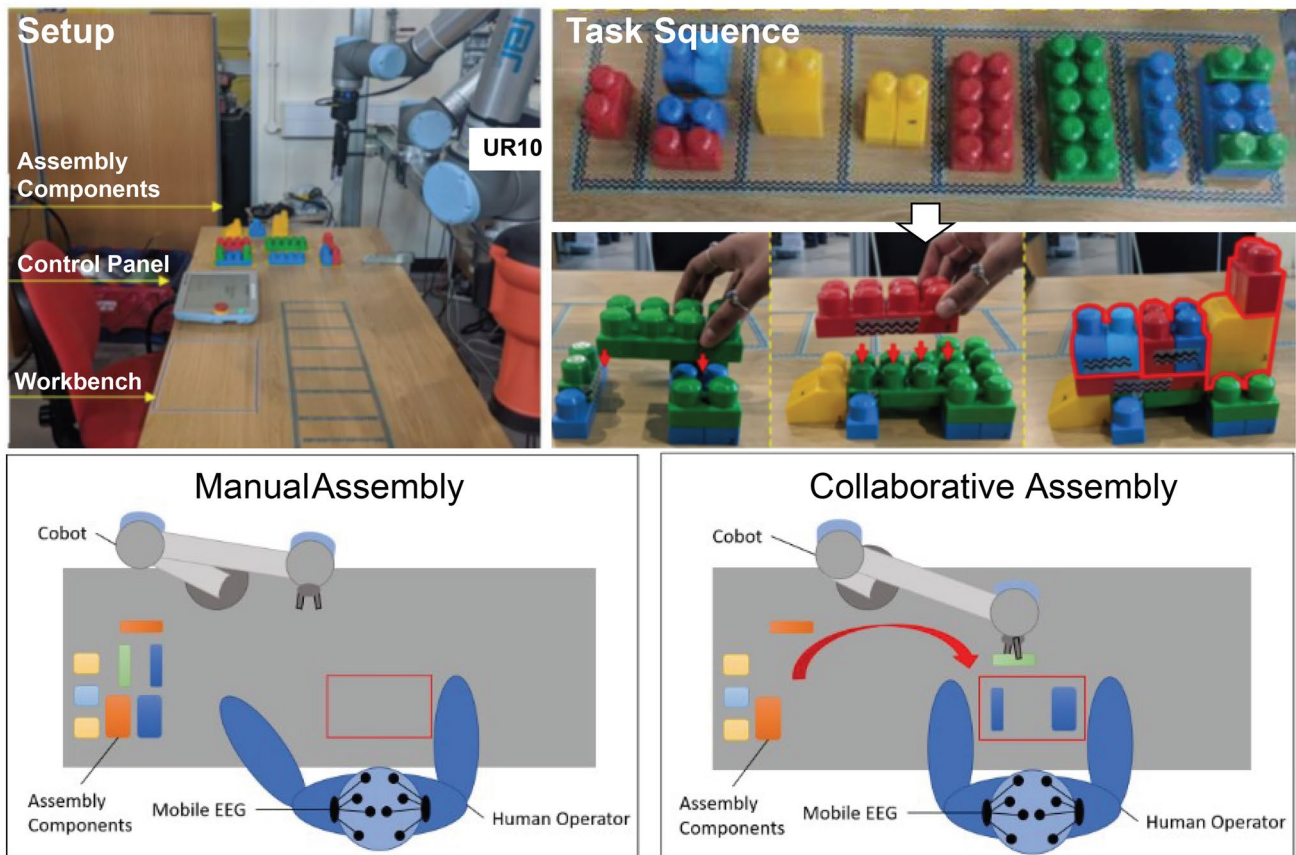 Setup
UR10
Assembly
Components
Control Panel
Workbench
Task Squence
ManualAssembly
Cobot
Assembly
Components
Mobile EEG
Human Operator
Collaborative Assembly
Cobot
Assembly
Components
Mobile EEG
Human Operator